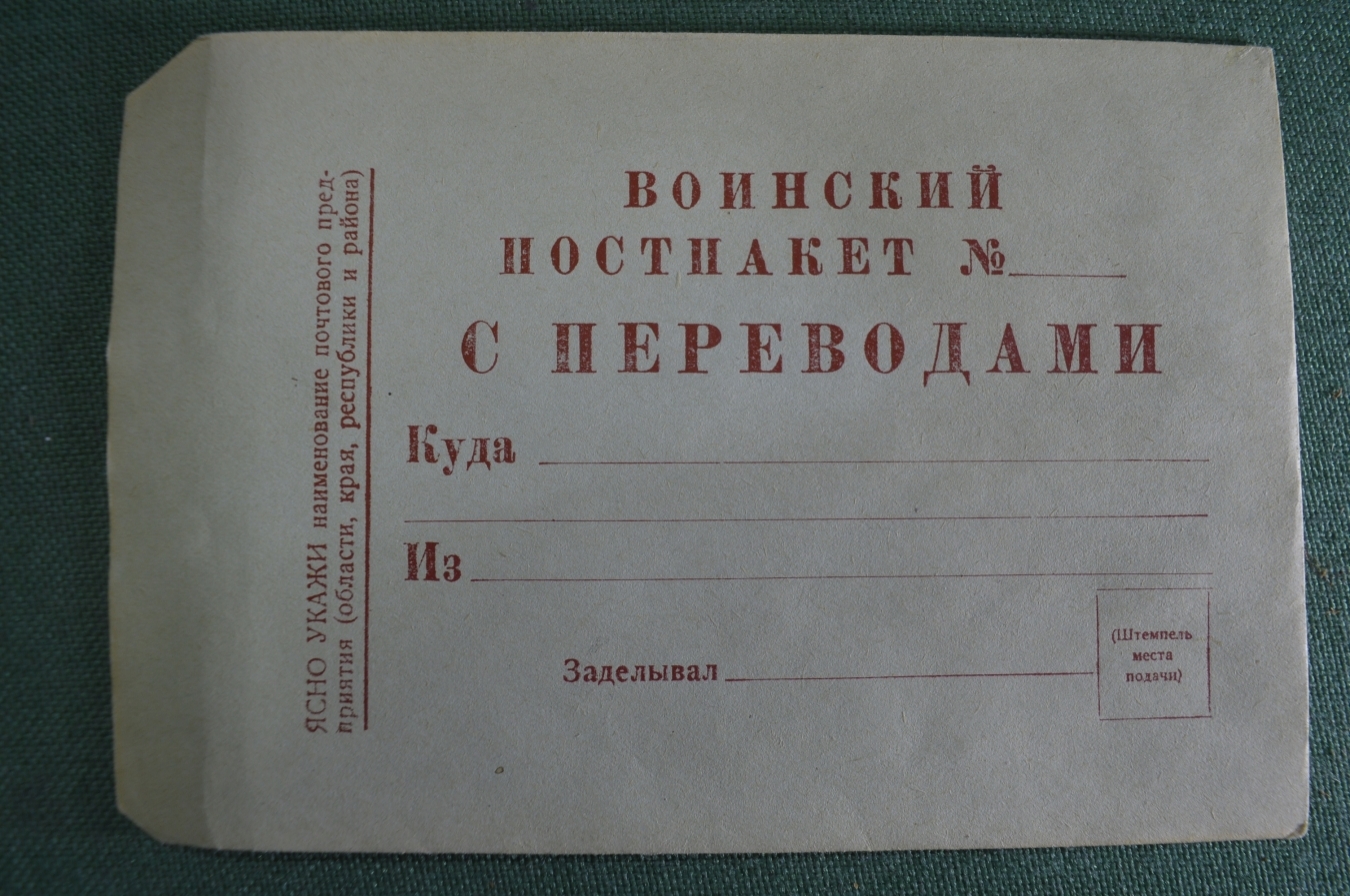 ЯСНО УКАЖИ наименование почтового пред-
приятия (области, края, республики и района)
ВОИНСКИЙ
ПОСТПАКЕТ №
С ПЕРЕВОДАМИ
Куда
Из
Заделывал
(Штемпель
места
подачи)